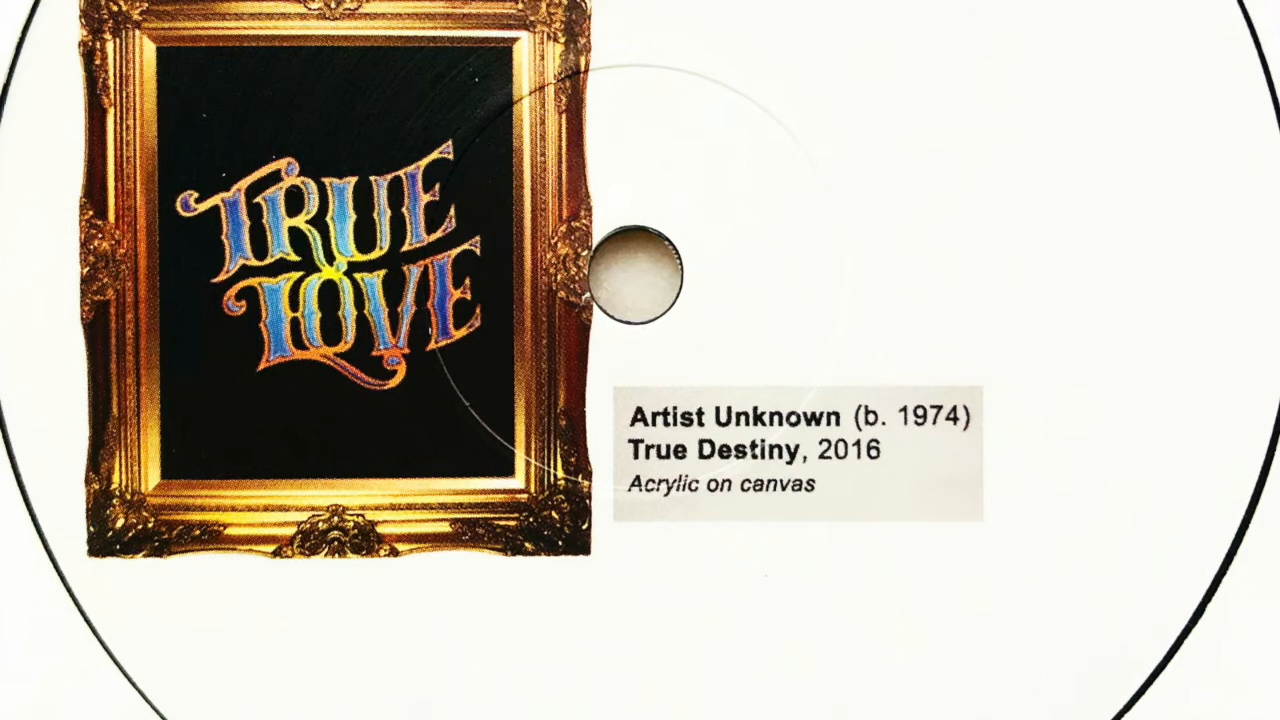 TRUE
LOVE
Artist Unknown (b. 1974)
True Destiny, 2016
Acrylic on canvas